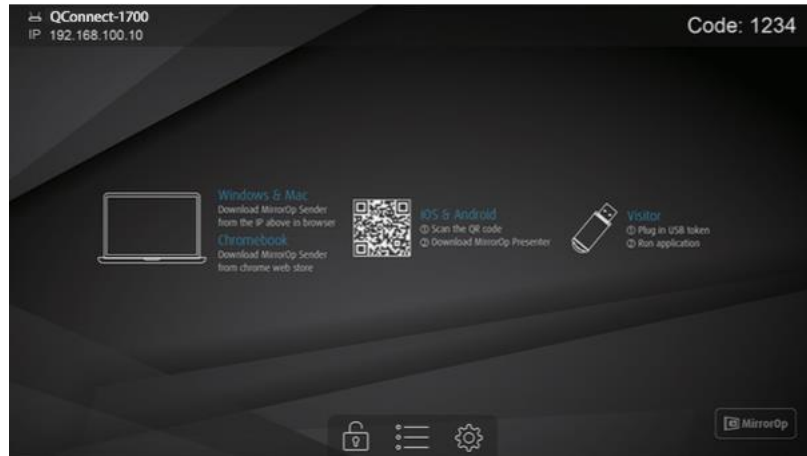 QConnect-1700
IP 192.168.100.10
Code: 1234
Windows & Mac
Download MirrorOp Sender
from the IP above in browser
Chromebook
Download MirrorOp Sender
from chrome web store
iOS & Android
① Scan the QR code
② Download MirrorOp Presenter
Visitor
① Plug in USB token
② Run application
MirrorOp